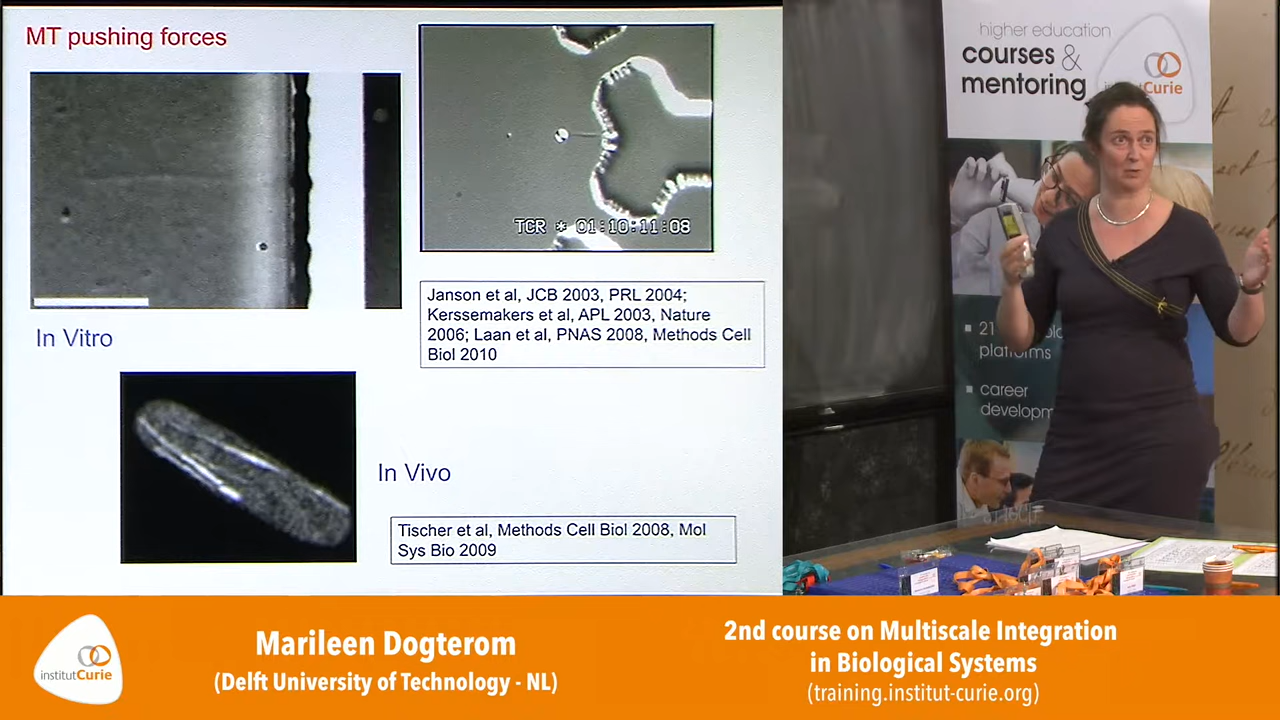 MT pushing forces
TCR * 01:10:11:08
In Vitro
Janson et al, JCB 2003, PRL 2004;
Kerssemakers et al, APL 2003, Nature
2006; Laan et al, PNAS 2008, Methods Cell
Biol 2010
In Vivo
Tischer et al, Methods Cell Biol 2008, Mol
Sys Bio 2009
higher education
courses &
mentoring
Curie
21
platforms
career
developm
institutCurie
Marileen Dogterom
(Delft University of Technology - NL)
2nd course on Multiscale Integration
in Biological Systems
(training.institut-curie.org)